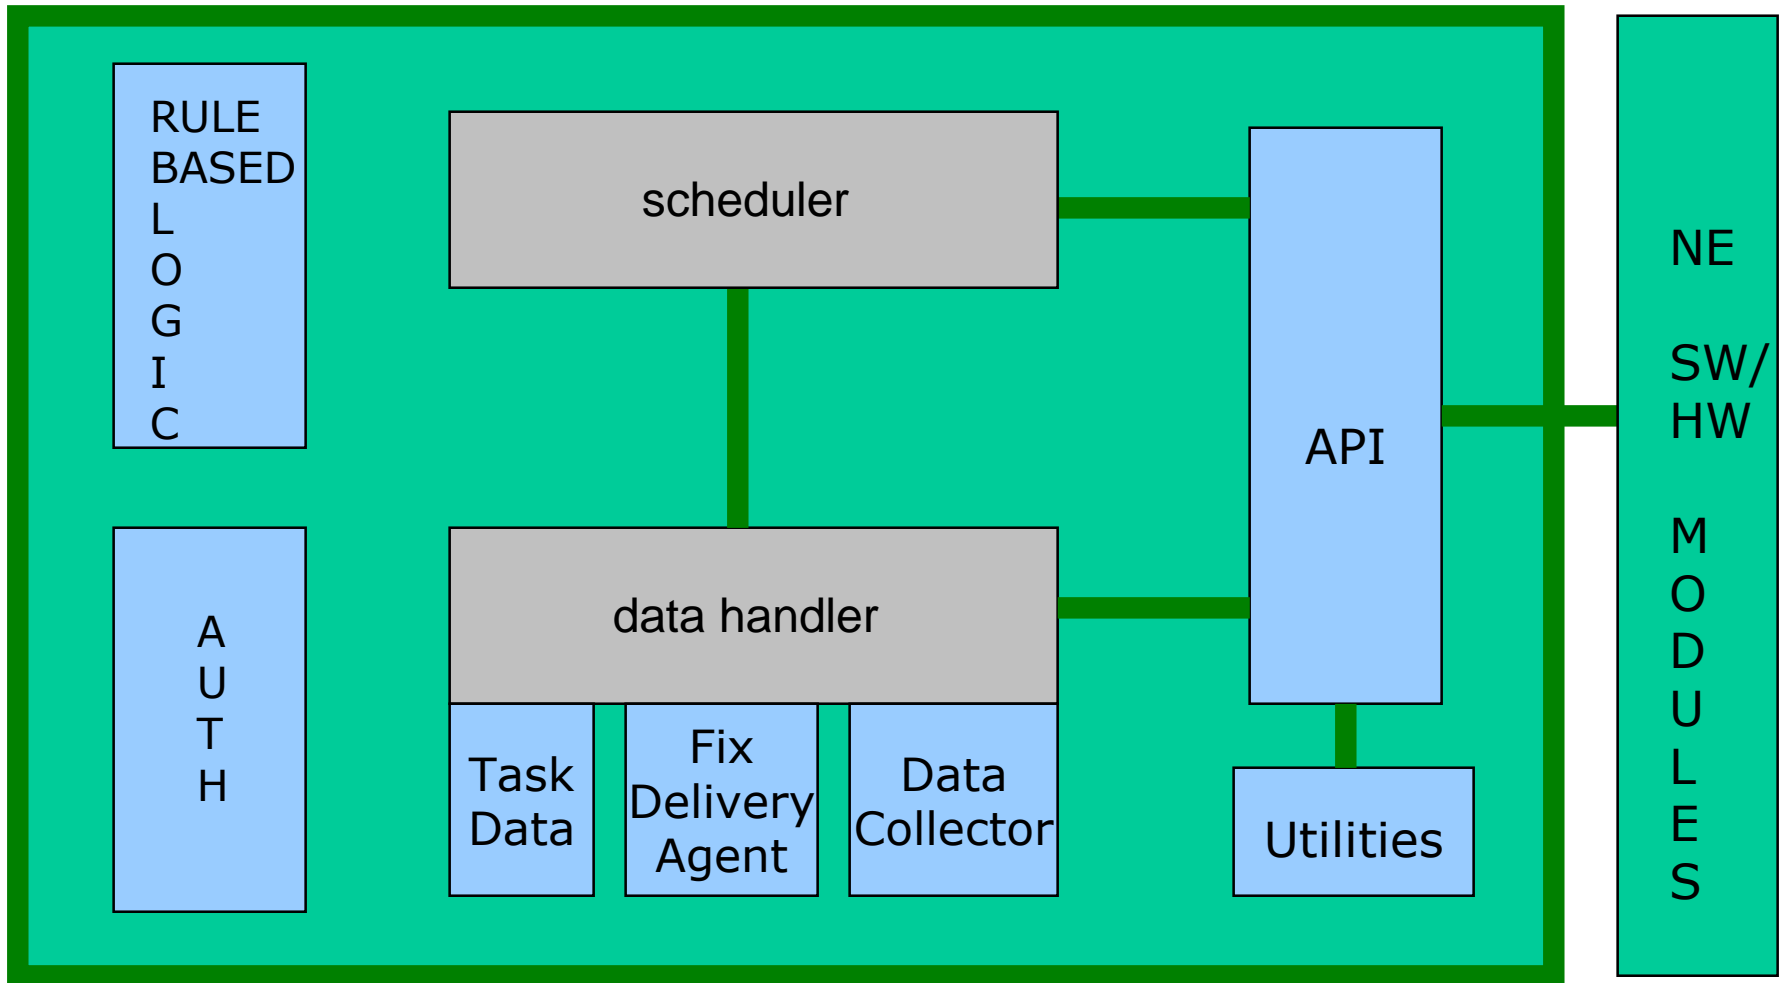 RULE
BASED
L
O
G
I
C
A
U
T
H
scheduler
data handler
Task
Data
Fix
Delivery
Agent
Data
Collector
API
Utilities
NE
SW/
HW
M
O
D
U
L
E
S